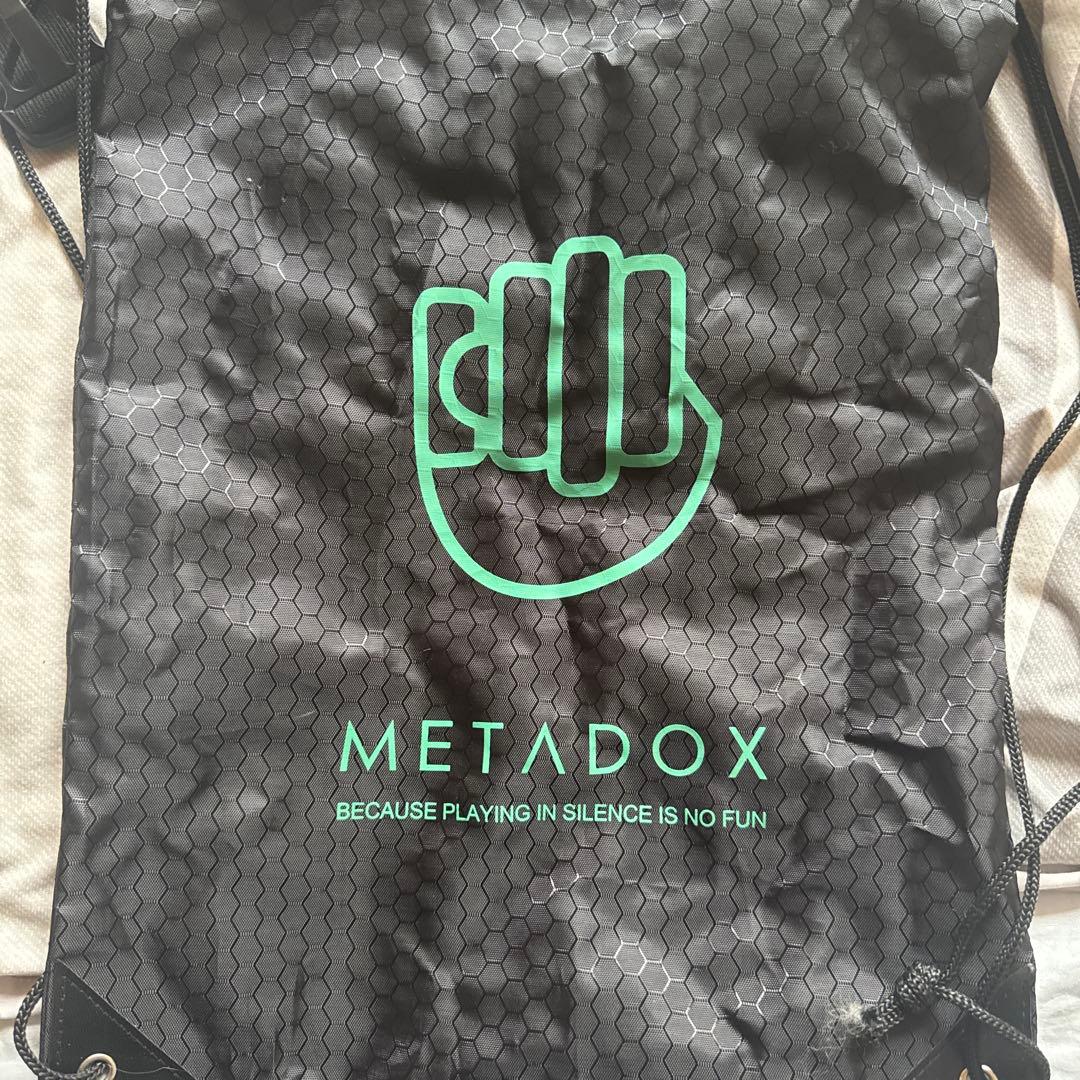 METADOX
BECAUSE PLAYING IN SILENCE IS NO FUN